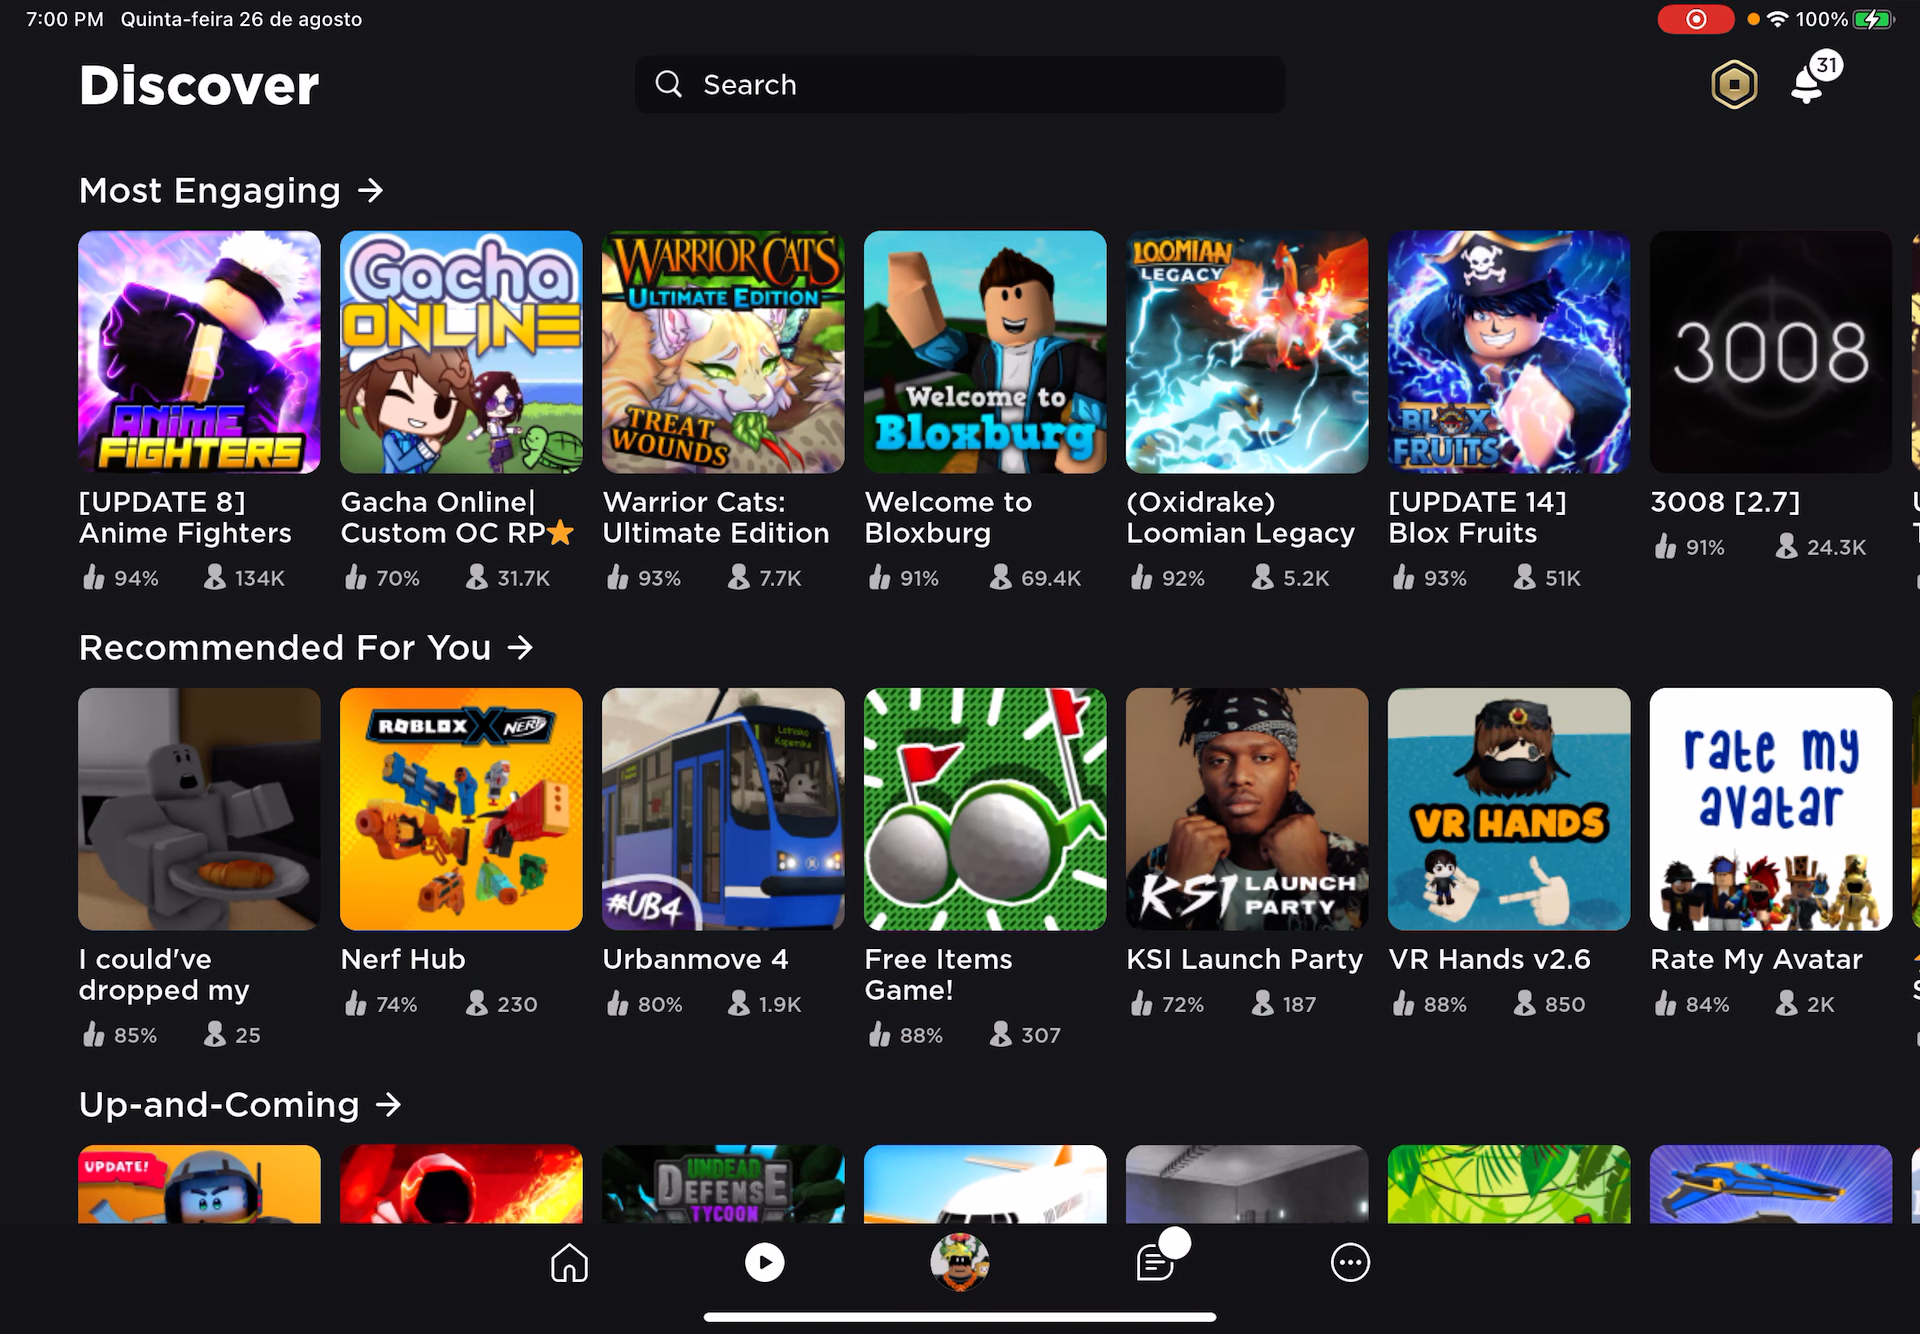 7:00 PM Quinta-feira 26 de agosto
100%
Discover
Search
31
Most Engaging →
ANIME
FIGHTERS
Gacha
ONLINE
WARRIOR CATS
ULTIMATE EDITION
TREAT
WOUNDS
Welcome to
Bloxburg
LOOMIAN
LEGACY
BLOX
FRUITS
3008
[UPDATE 8]
Anime Fighters
94% 134K
Gacha Online|
Custom OC RP⭐
70% 31.7K
Warrior Cats:
Ultimate Edition
93% 7.7K
Welcome to
Bloxburg
91% 69.4K
(Oxidrake)
Loomian Legacy
92% 5.2K
[UPDATE 14]
Blox Fruits
93% 51K
3008 [2.7]
91% 24.3K
Recommended For You →
ROBLOX X NERF
Lotnisko
Kopernika
#UB4
KSI LAUNCH
PARTY
VR HANDS
rate my
avatar
I could've
dropped my
85% 25
Nerf Hub
74% 230
Urbanmove 4
80% 1.9K
Free Items
Game!
88% 307
KSI Launch Party
72% 187
VR Hands v2.6
88% 850
Rate My Avatar
84% 2K
Up-and-Coming →
UPDATE!
UNDEAD
DEFENSE
TYCOON